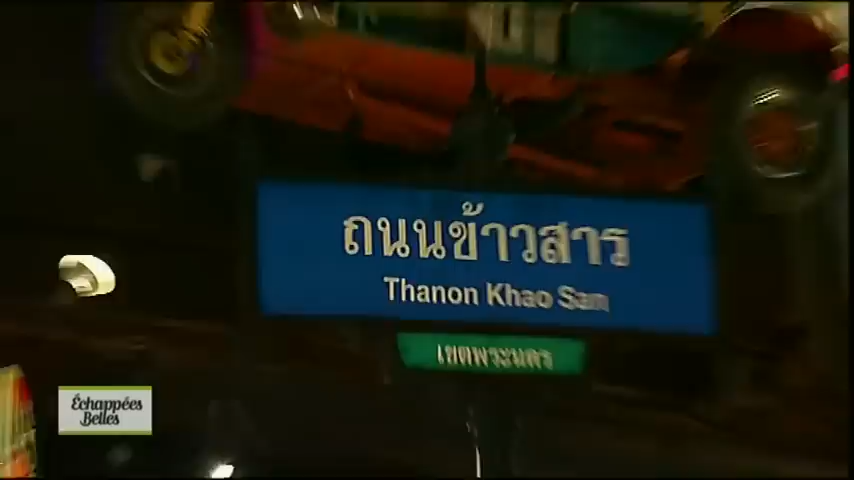 ถนนข้าวสาร
Thanon Khao San
เขตพระนคร
Échappées
Belles